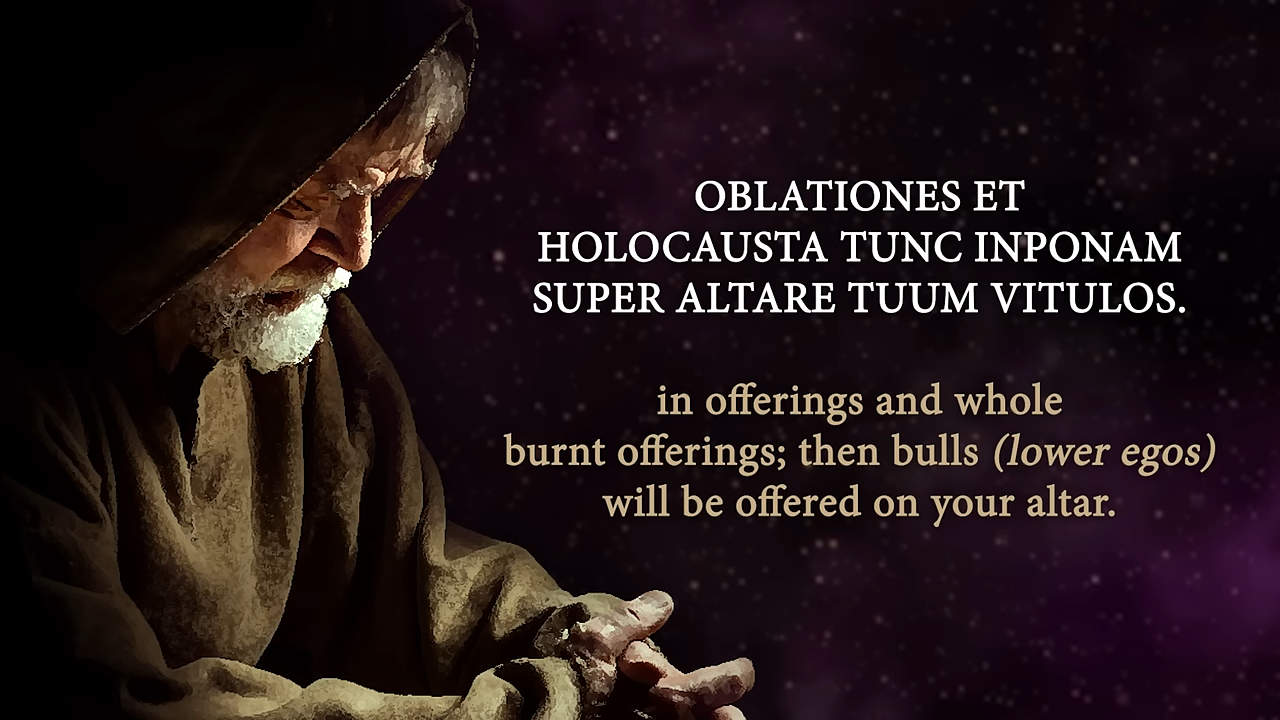 OBLATIONES ET
HOLOCAUSTA TUNC INPONAM
SUPER ALTARE TUUM VITULOS.
in offerings and whole
burnt offerings; then bulls (lower egos)
will be offered on your altar.